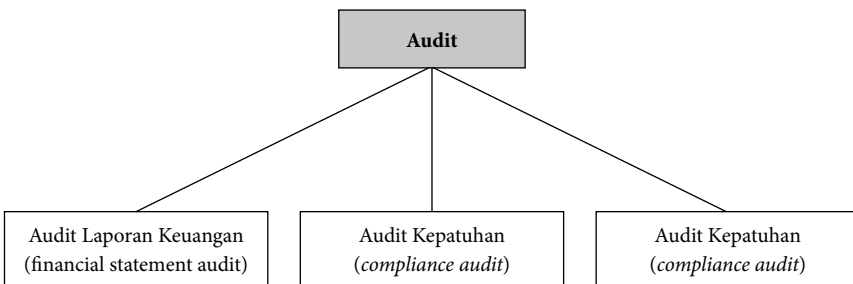 Audit
Audit Laporan Keuangan
(financial statement audit)
Audit Kepatuhan
(compliance audit)
Audit Kepatuhan
(compliance audit)